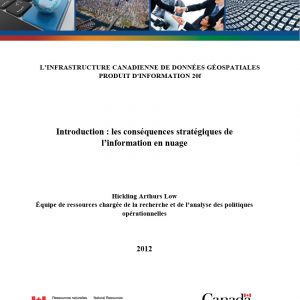 L'INFRASTRUCTURE CANADIENNE DE DONNÉES GÉOSPATIALES
PRODUIT D'INFORMATION 20f
Introduction : les conséquences stratégiques de
l'information en nuage
Hickling Arthurs Low
Équipe de ressources chargée de la recherche et de l'analyse des politiques
opérationnelles
2012
Ressources naturelles Natural Resources
Canada